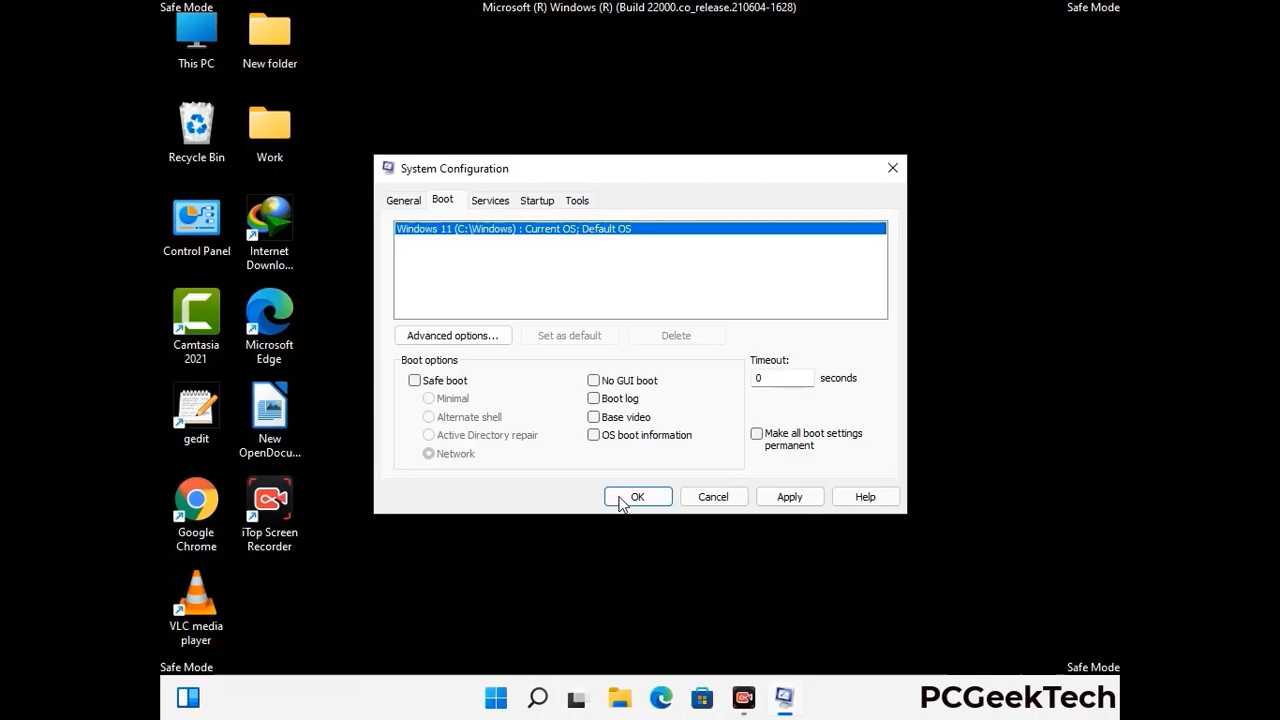 Safe Mode
Microsoft (R) Windows (R) (Build 22000.co_release.210604-1628)
Safe Mode
This PC
New folder
Recycle Bin
Work
Control Panel
Internet
Downlo...
Camtasia
2021
Microsoft
Edge
gedit
New
OpenDocu...
Google
Chrome
iTop Screen
Recorder
VLC media
player
System Configuration
General
Boot
Services
Startup
Tools
Windows 11 (C:\Windows) : Current OS; Default OS
Advanced options...
Set as default
Delete
Boot options
Safe boot
Minimal
Alternate shell
Active Directory repair
Network
No GUI boot
Boot log
Base video
OS boot information
Timeout:
0 seconds
Make all boot settings
permanent
OK
Cancel
Apply
Help
Safe Mode
Safe Mode
PCGeekTech